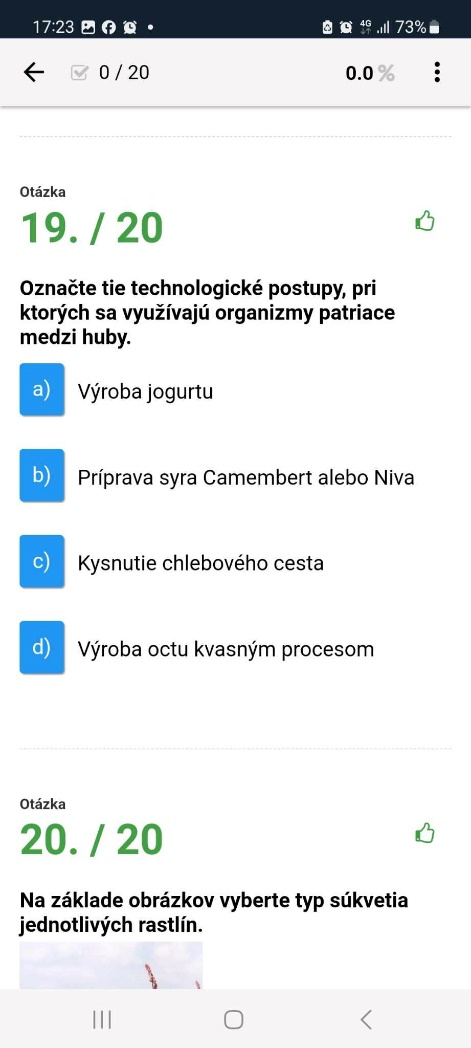 17:23
4G 73%
0 / 20 0.0 %
Otázka
19. / 20
Označte tie technologické postupy, pri
ktorých sa využívajú organizmy patriace
medzi huby.
a) Výroba jogurtu
b) Príprava syra Camembert alebo Niva
c) Kysnutie chlebového cesta
d) Výroba octu kvasným procesom
Otázka
20. / 20
Na základe obrázkov vyberte typ súkvetia
jednotlivých rastlín.